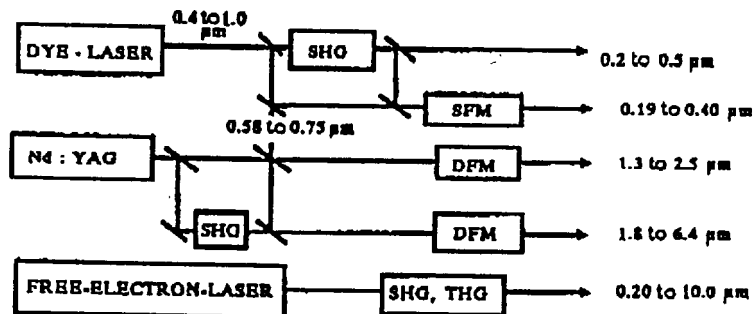 0.4 to 1.0 µm
DYE - LASER
SHG
0.2 to 0.5 µm
SFM
0.19 to 0.40 µm
0.58 to 0.75 µm
Nd : YAG
DFM
1.3 to 2.5 µm
SHG
DFM
1.8 to 6.4 µm
FREE-ELECTRON-LASER
SHG, THG
0.20 to 10.0 µm